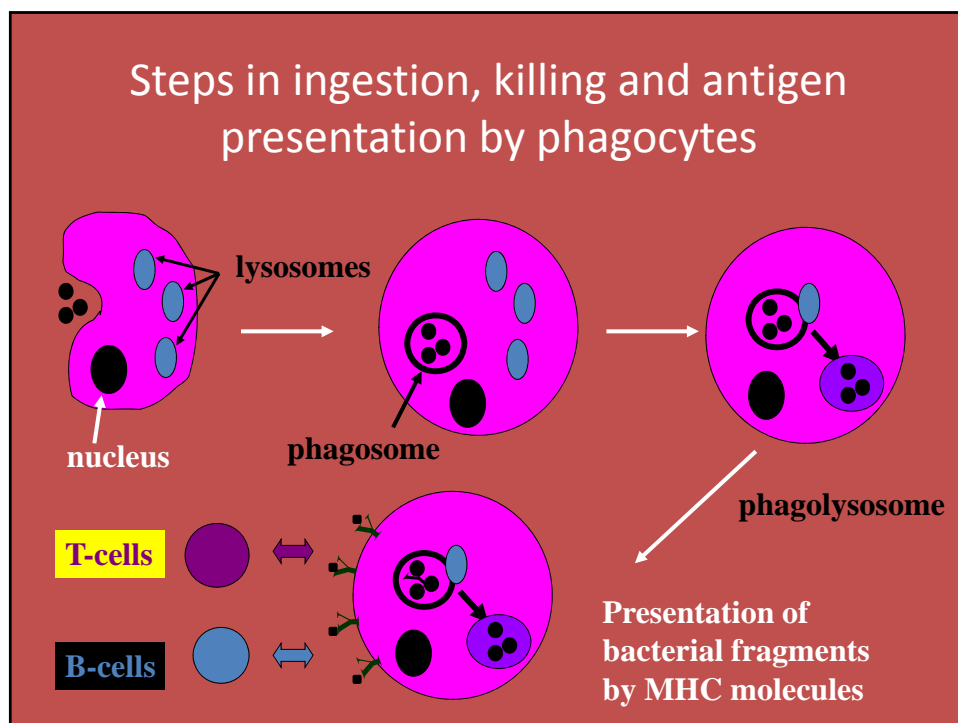 Steps in ingestion, killing and antigen
presentation by phagocytes
lysosomes
nucleus
phagosome
phagolysosome
T-cells
B-cells
Presentation of
bacterial fragments
by MHC molecules